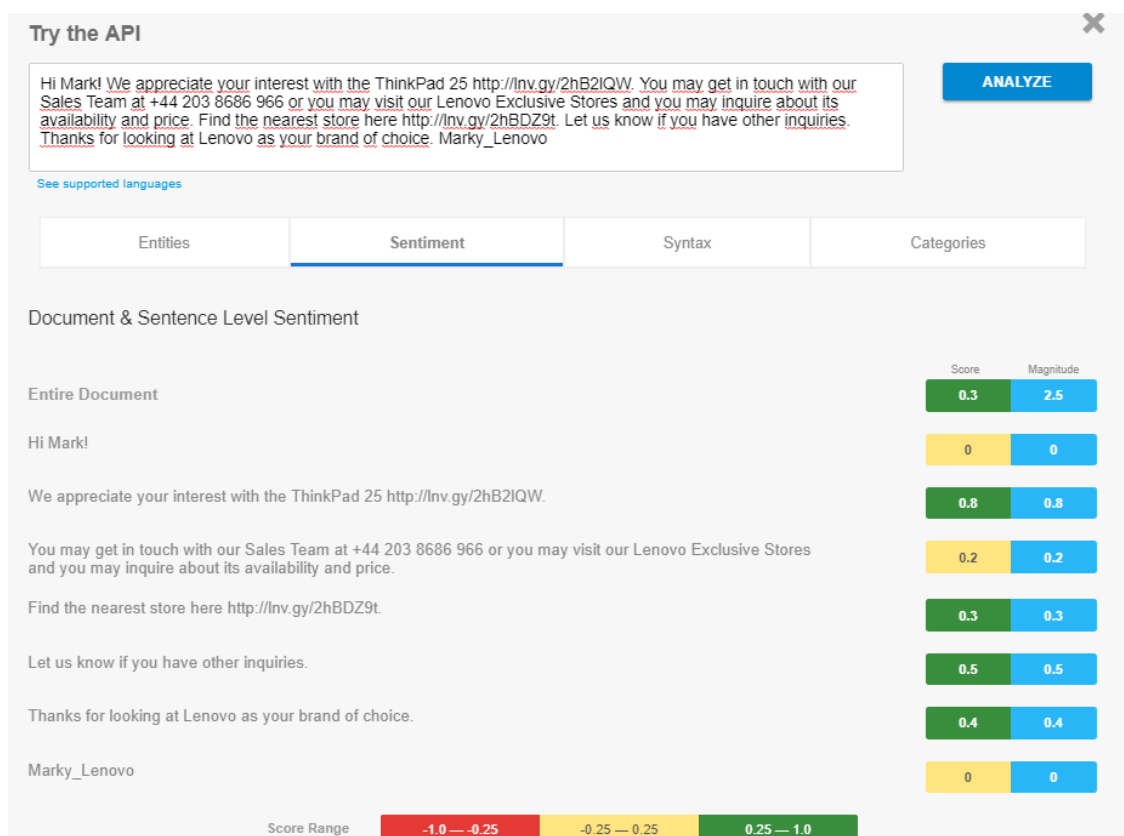 Try the API
Hi Mark! We appreciate your interest with the ThinkPad 25 http://lnv.gy/2hB2lQW. You may get in touch with our
Sales Team at +44 203 8686 966 or you may visit our Lenovo Exclusive Stores and you may inquire about its
availability and price. Find the nearest store here http://lnv.gy/2hBDZ9t. Let us know if you have other inquiries.
Thanks for looking at Lenovo as your brand of choice. Marky_Lenovo
ANALYZE
See supported languages
Entities Sentiment Syntax Categories
Document & Sentence Level Sentiment
Score Magnitude
Entire Document 0.3 2.5
Hi Mark! 0 0
We appreciate your interest with the ThinkPad 25 http://lnv.gy/2hB2lQW. 0.8 0.8
You may get in touch with our Sales Team at +44 203 8686 966 or you may visit our Lenovo Exclusive Stores
and you may inquire about its availability and price. 0.2 0.2
Find the nearest store here http://lnv.gy/2hBDZ9t. 0.3 0.3
Let us know if you have other inquiries. 0.5 0.5
Thanks for looking at Lenovo as your brand of choice. 0.4 0.4
Marky_Lenovo 0 0
Score Range -1.0 — -0.25 -0.25 — 0.25 0.25 — 1.0